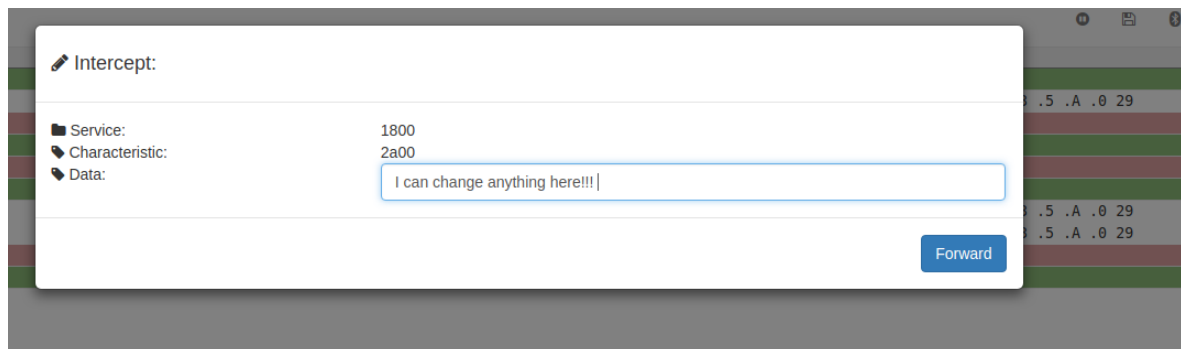 Intercept:
.5 .A .0 29
Service: 1800
Characteristic: 2a00
Data: I can change anything here!!!
.5 .A .0 29
.5 .A .0 29
Forward